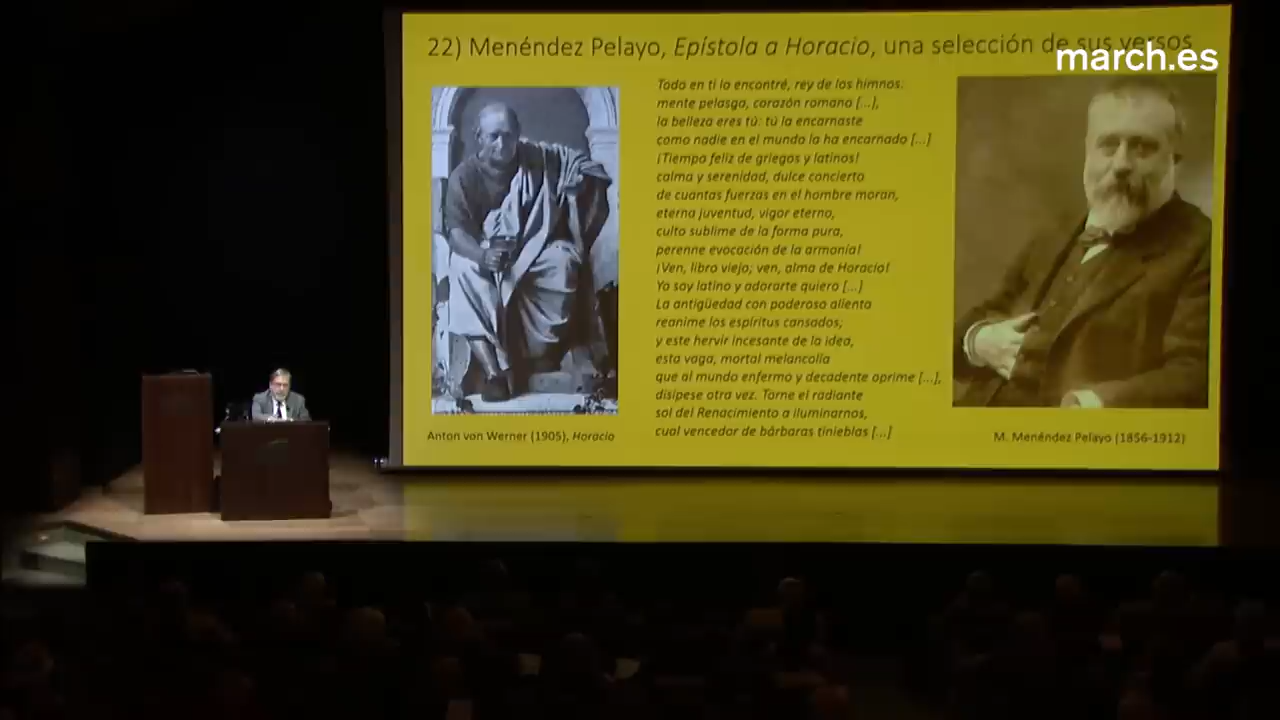 22) Menéndez Pelayo, Epístola a Horacio, una selección de sus versos
march.es
Todo en ti lo encontré, rey de los himnos:
mente pelasga, corazón romano [...],
la belleza eres tú: tú la encarnaste
como nadie en el mundo la ha encarnado [...]
¡Tiempo feliz de griegos y latinos!
calma y serenidad, dulce concierto
de cuantas fuerzas en el hombre moran,
eterna juventud, vigor eterno,
culto sublime de la forma pura,
perenne evocación de la armonía!
¡Ven, libro viejo; ven, alma de Horacio!
Yo soy latino y adorarte quiero [...]
La antigüedad con poderoso aliento
reanime los espíritus cansados;
y este hervir incesante de la idea,
esta vaga, mortal melancolía
que al mundo enfermo y decadente oprime [...],
disípese otra vez. Torne el radiante
sol del Renacimiento a iluminarnos,
cual vencedor de bárbaras tinieblas [...]
Anton von Werner (1905), Horacio
M. Menéndez Pelayo (1856-1912)